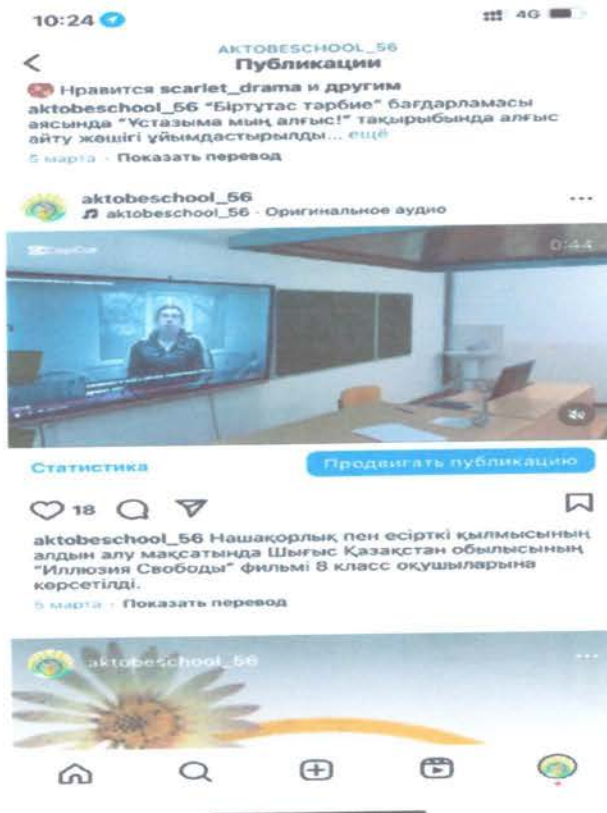 10:24
4G
AKTOBESCHOOL_56
Публикации
Нравится scarlet_drama и другим
aktobeschool_56 "Біртұтас тәрбие" бағдарламасы
аясында "Ұстазыма мың алғыс!" тақырыбында алғыс
айту жәшігі ұйымдастырылды... ещё
5 марта · Показать перевод
aktobeschool_56
aktobeschool_56 · Оригинальное аудио
CapCut
0:44
Статистика
Продвигать публикацию
18
aktobeschool_56 Нашақорлық пен есірткі қылмысының
алдын алу мақсатында Шығыс Қазақстан обылысының
"Иллюзия Свободы" фильмі 8 класс оқушыларына
көрсетілді.
5 марта · Показать перевод
aktobeschool_56